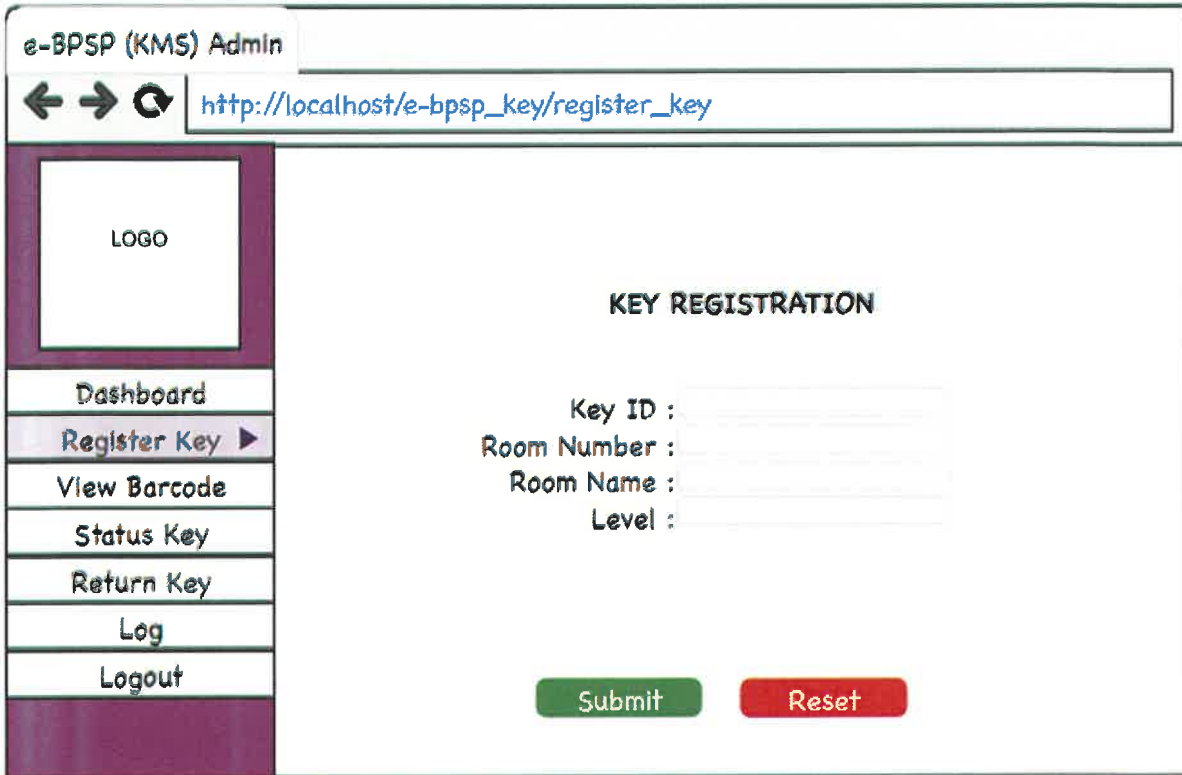 e-BPSP (KMS) Admin
http://localhost/e-bpsp_key/register_key
LOGO
Dashboard
Register Key
View Barcode
Status Key
Return Key
Log
Logout
KEY REGISTRATION
Key ID :
Room Number :
Room Name :
Level :
Submit
Reset